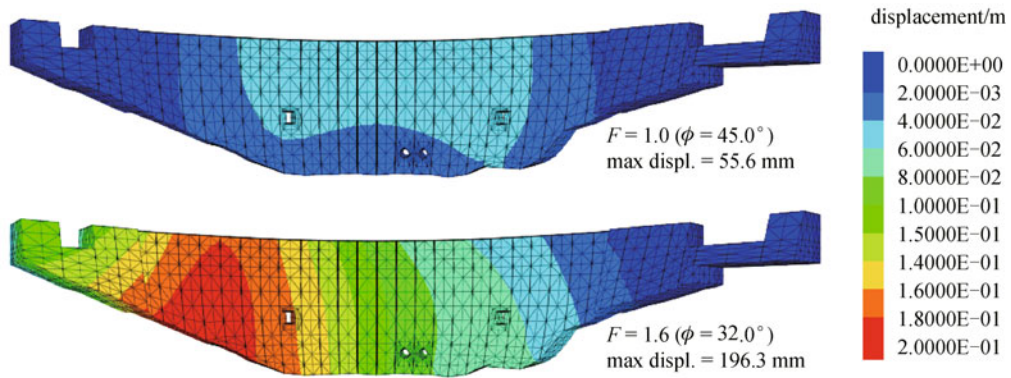 displacement/m
0.0000E+00
2.0000E−03
4.0000E−02
6.0000E−02
8.0000E−02
1.0000E−01
1.5000E−01
1.4000E−01
1.6000E−01
1.8000E−01
2.0000E−01
F = 1.0 (ϕ = 45.0°)
max displ. = 55.6 mm
F = 1.6 (ϕ = 32.0°)
max displ. = 196.3 mm